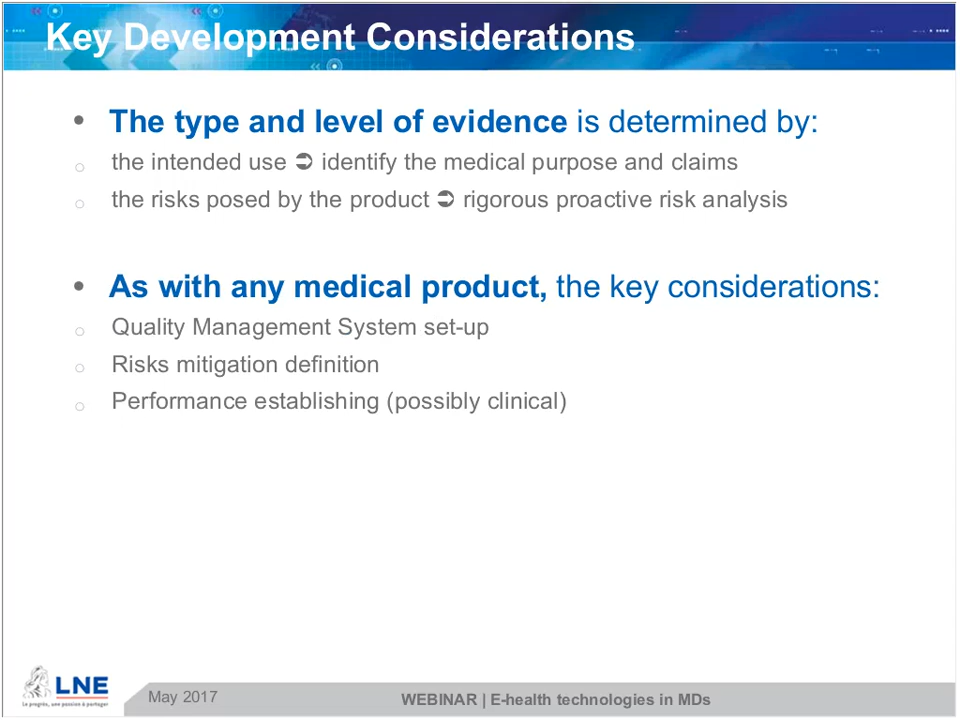 Key Development Considerations
• The type and level of evidence is determined by:
o the intended use ➲ identify the medical purpose and claims
o the risks posed by the product ➲ rigorous proactive risk analysis
• As with any medical product, the key considerations:
o Quality Management System set-up
o Risks mitigation definition
o Performance establishing (possibly clinical)
LNE
Le progrès, une passion à partager
May 2017
WEBINAR | E-health technologies in MDs